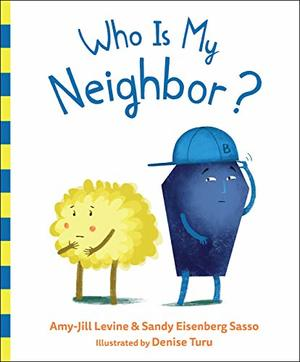 Who Is My
Neighbor?
B
Amy-Jill Levine & Sandy Eisenberg Sasso
Illustrated by Denise Turu